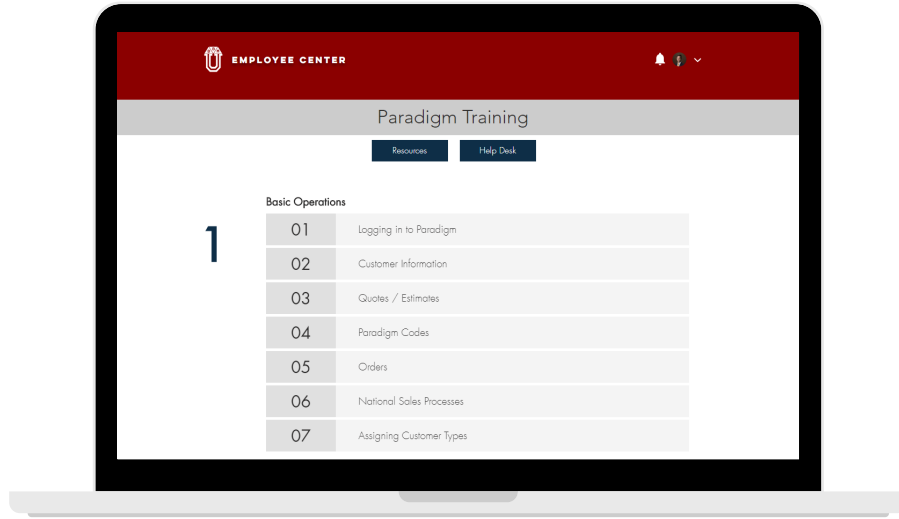 EMPLOYEE CENTER
Paradigm Training
Resources
Help Desk
Basic Operations
1
01 Logging in to Paradigm
02 Customer Information
03 Quotes / Estimates
04 Paradigm Codes
05 Orders
06 National Sales Processes
07 Assigning Customer Types